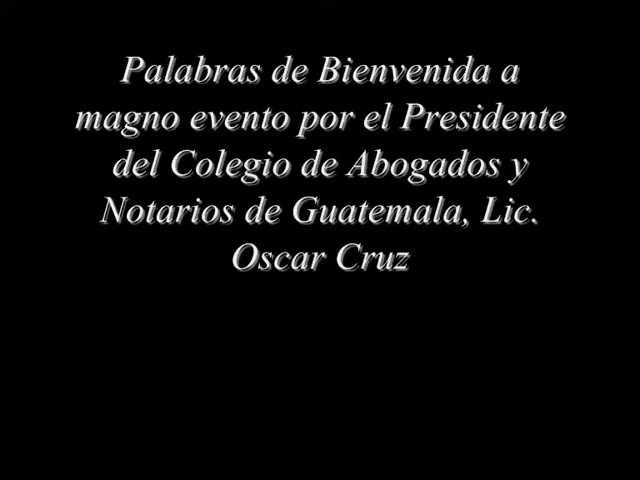 Palabras de Bienvenida a
magno evento por el Presidente
del Colegio de Abogados y
Notarios de Guatemala, Lic.
Oscar Cruz